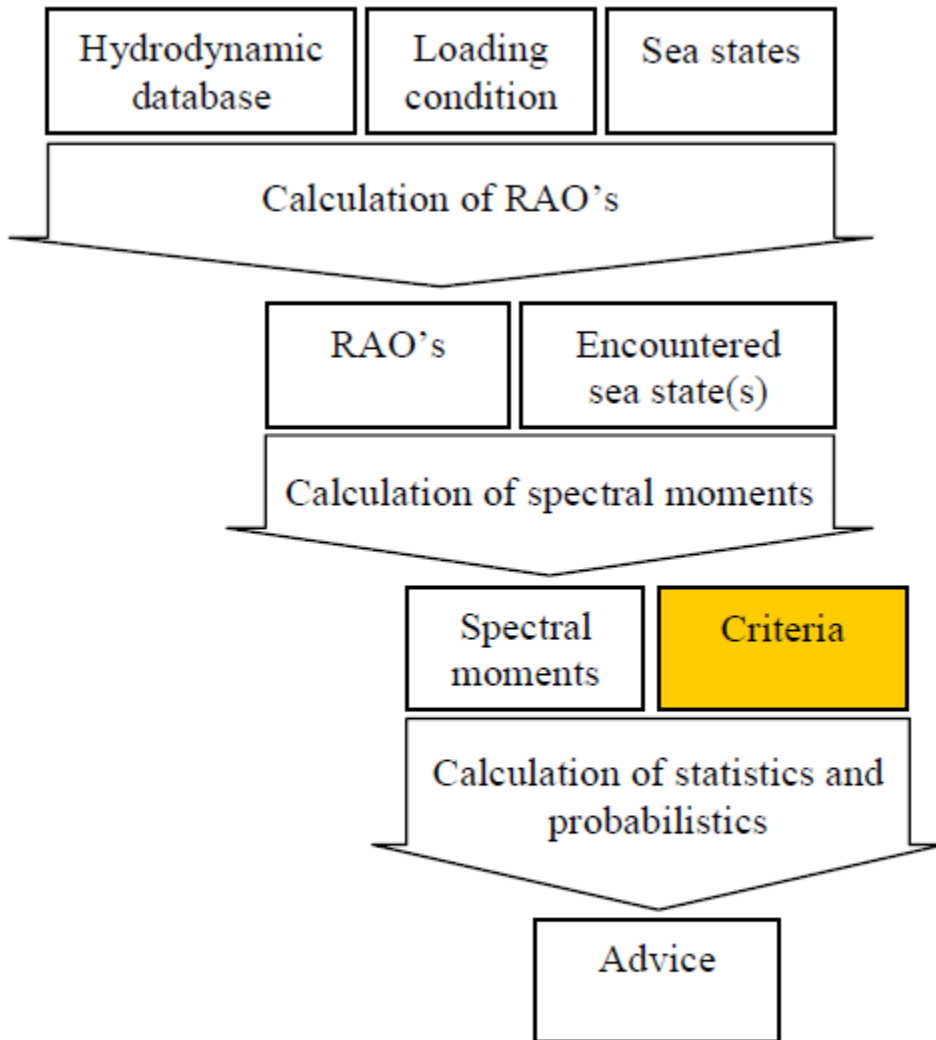 Hydrodynamic
database
Loading
condition
Sea states
Calculation of RAO's
RAO's
Encountered
sea state(s)
Calculation of spectral moments
Spectral
moments
Criteria
Calculation of statistics and
probabilistics
Advice